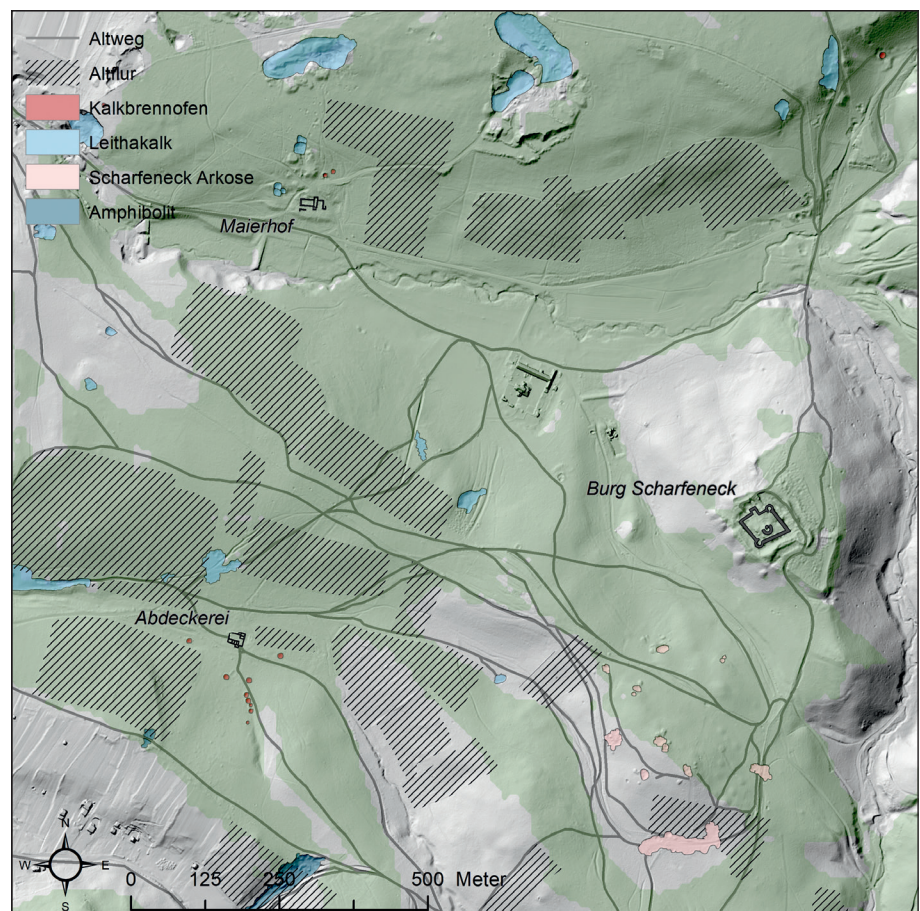 Altweg
Altflur
Kalkbrennofen
Leithakalk
Scharfeneck Arkose
Amphibolit
Maierhof
Burg Scharfeneck
Abdeckerei
N
W E
S
0 125 250 500 Meter